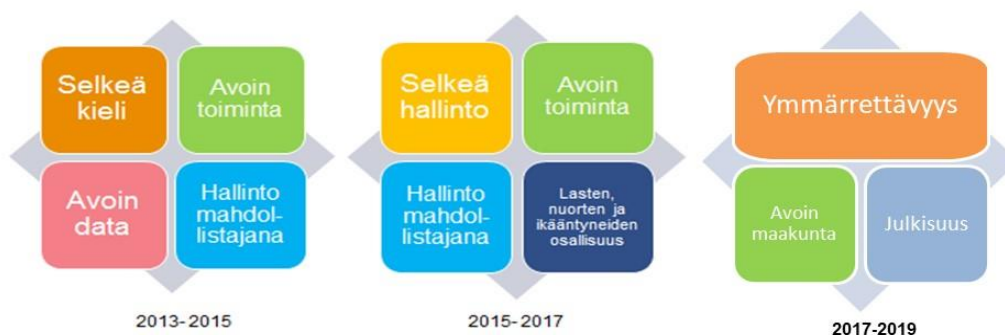 Selkeä
kieli
Avoin
toiminta
Avoin
data
Hallinto
mahdol-
listajana
2013-2015
Selkeä
hallinto
Avoin
toiminta
Hallinto
mahdol-
listajana
Lasten,
nuorten ja
ikääntyneiden
osallisuus
2015-2017
Ymmärrettävyys
Avoin
maakunta
Julkisuus
2017-2019